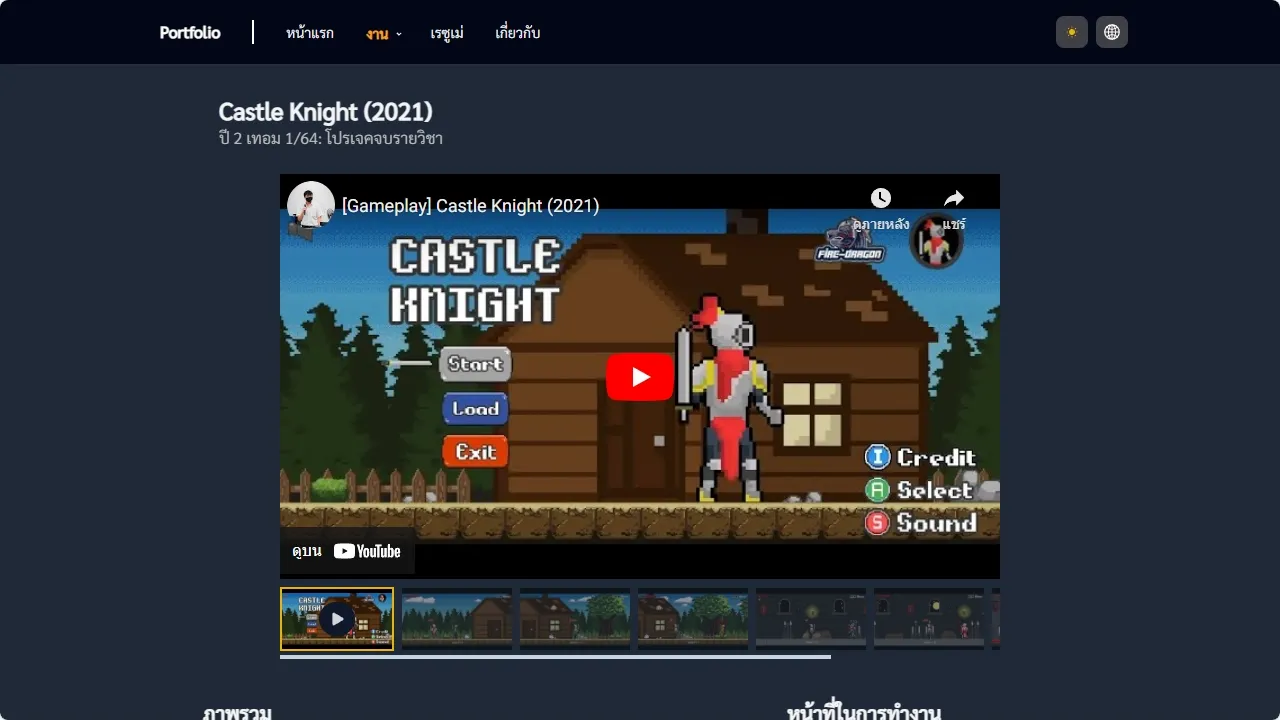 Portfolio
หน้าแรก
งาน
เรซูเม่
เกี่ยวกับ
Castle Knight (2021)
ปี 2 เทอม 1/64: โปรเจคจบรายวิชา
[Gameplay] Castle Knight (2021)
ดูภายหลัง
แชร์
FIRE-DRAGON
CASTLE
KNIGHT
Start
Load
Exit
I Credit
A Select
S Sound
ดูบน YouTube
CASTLE
KNIGHT
ภาพรวม
หน้าที่ในการทำงาน